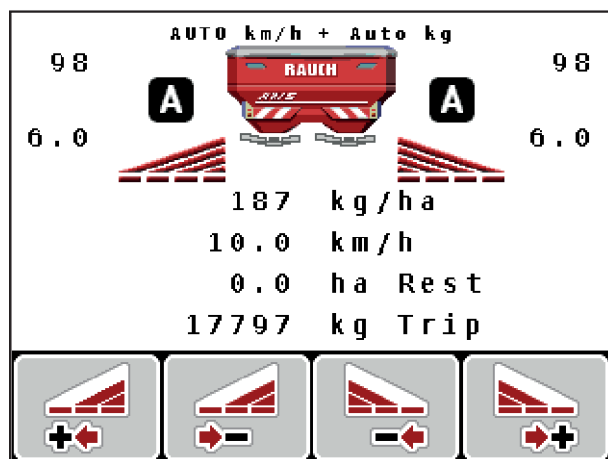 AUTO km/h + Auto kg
98 98
RAUCH
AXIS
A A
6.0 6.0
187 kg/ha
10.0 km/h
0.0 ha Rest
17797 kg Trip